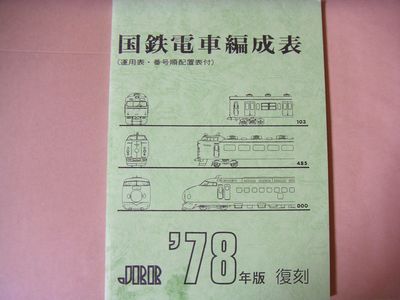 国鉄電車編成表
(運用表・番号順配置表付)
103
485
000
JRR
'78年版 復刻